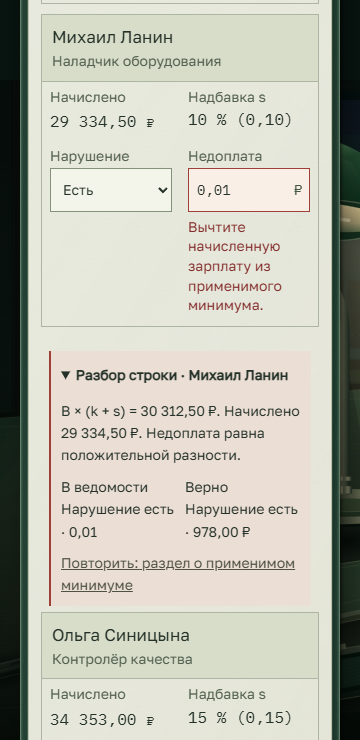 Михаил Ланин
Наладчик оборудования
Начислено
29 334,50 ₽
Надбавка s
10 % (0,10)
Нарушение
Есть
Недоплата
0,01 ₽
Вычтите
начисленную
зарплату из
применимого
минимума.
▼ Разбор строки · Михаил Ланин
B × (k + s) = 30 312,50 ₽. Начислено
29 334,50 ₽. Недоплата равна
положительной разности.
В ведомости
Нарушение есть
· 0,01
Верно
Нарушение есть
· 978,00 ₽
Повторить: раздел о применимом
минимуме
Ольга Синицына
Контролёр качества
Начислено
34 353,00 ₽
Надбавка s
15 % (0,15)